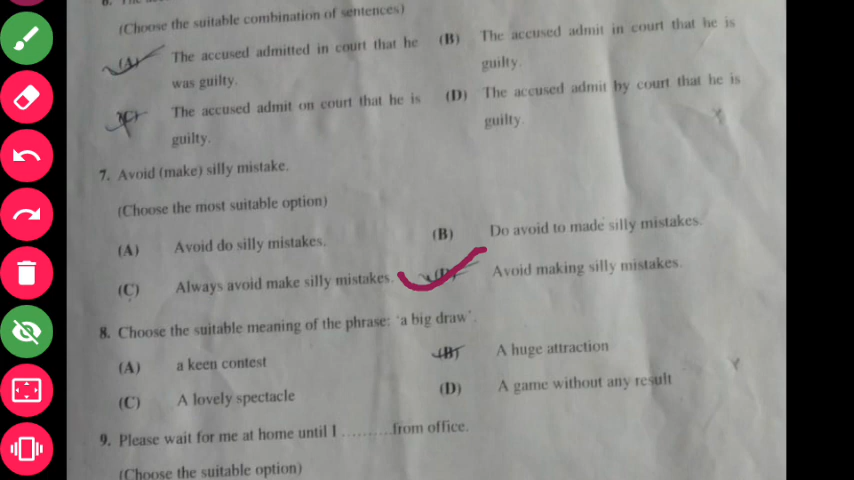 (Choose the suitable combination of sentences)
(A) The accused admitted in court that he was guilty.
(B) The accused admit in court that he is guilty.
The accused admit on court that he is guilty.
(D) The accused admit by court that he is guilty.
7. Avoid (make) silly mistake.
(Choose the most suitable option)
(A) Avoid do silly mistakes.
(B) Do avoid to made silly mistakes.
(C) Always avoid make silly mistakes.
(D) Avoid making silly mistakes.
8. Choose the suitable meaning of the phrase: ‘a big draw’.
(A) a keen contest
(B) A huge attraction
(C) A lovely spectacle
(D) A game without any result
9. Please wait for me at home until I ..........from office.
(Choose the suitable option)